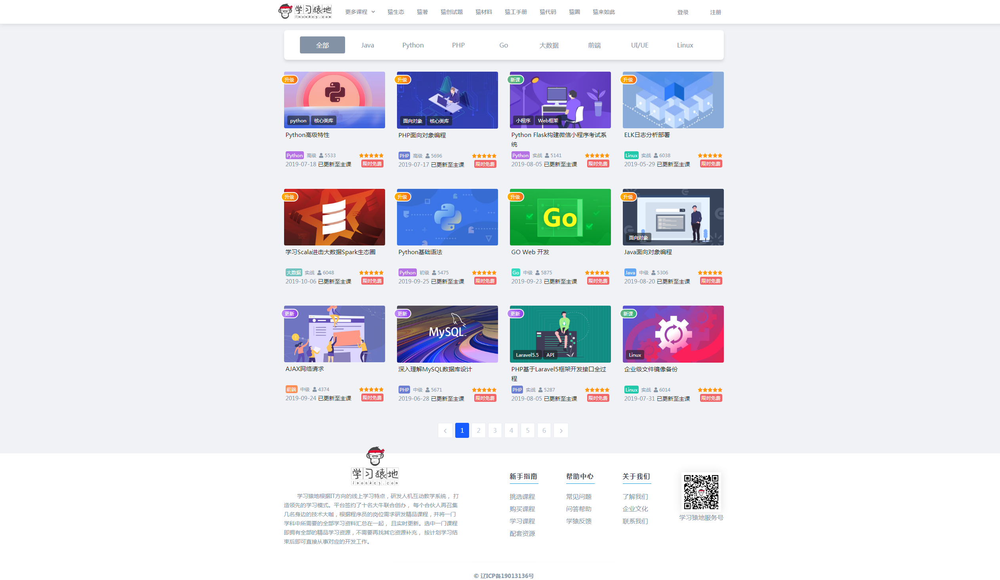 学习猿地
lmonkey.com
更多课程 猿生态 猿著 猿创试题 猿材料 猿工手册 猿代码 猿圈 猿来如此 登录 注册
全部 Java Python PHP Go 大数据 前端 UI/UE Linux
升级 升级 新课 升级
python 核心类库 面向对象 核心类库 小程序 Web框架
Python高级特性 PHP面向对象编程 Python Flask构建微信小程序考试系 ELK日志分析部署
统
Python 高级 5533 PHP 高级 5696 Python 实战 5141 Linux 实战 6038
2019-07-18 已更新至主课 限时免费 2019-07-17 已更新至主课 限时免费 2019-08-05 已更新至主课 限时免费 2019-05-29 已更新至主课 限时免费
升级 升级 升级 升级
Go
面向对象
学习Scala进击大数据Spark生态圈 Python基础语法 GO Web 开发 Java面向对象编程
大数据 实战 6048 Python 初级 5475 Go 中级 5875 Java 中级 5306
2019-10-06 已更新至主课 限时免费 2019-09-25 已更新至主课 限时免费 2019-09-23 已更新至主课 限时免费 2019-08-20 已更新至主课 限时免费
更新 更新 更新 新课
MySQL™
Laravel5.5 API Linux
AJAX网络请求 深入理解MySQL数据库设计 PHP基于Laravel5框架开发接口全过 企业级文件镜像备份
程
前端 中级 4374 PHP 中级 5671 PHP 实战 5287 Linux 实战 6014
2019-09-24 已更新至主课 限时免费 2019-06-28 已更新至主课 限时免费 2019-08-05 已更新至主课 限时免费 2019-07-31 已更新至主课 限时免费
1 2 3 4 5 6
学习猿地
lmonkey.com
学习猿地根据IT方向的线上学习特点，研发人机互动教学系统， 打
造领先的学习模式。平台签约了十名大牛联合创办， 每个合伙人再召集
几名身边的技术大咖，根据程序员的岗位需求研发精品课程，并将一门
学科中所需要的全部学习资料汇总在一起， 且实时更新。选中一门课程
即拥有全部的精品学习资源，不需要再找其它资源补充， 按计划学习结
束后即可直接从事对应的开发工作。
新手指南
挑选课程
购买课程
学习课程
配套资源
帮助中心
常见问题
问答帮助
学猿反馈
关于我们
了解我们
企业文化
联系我们
学习猿地服务号
© 辽ICP备19013136号